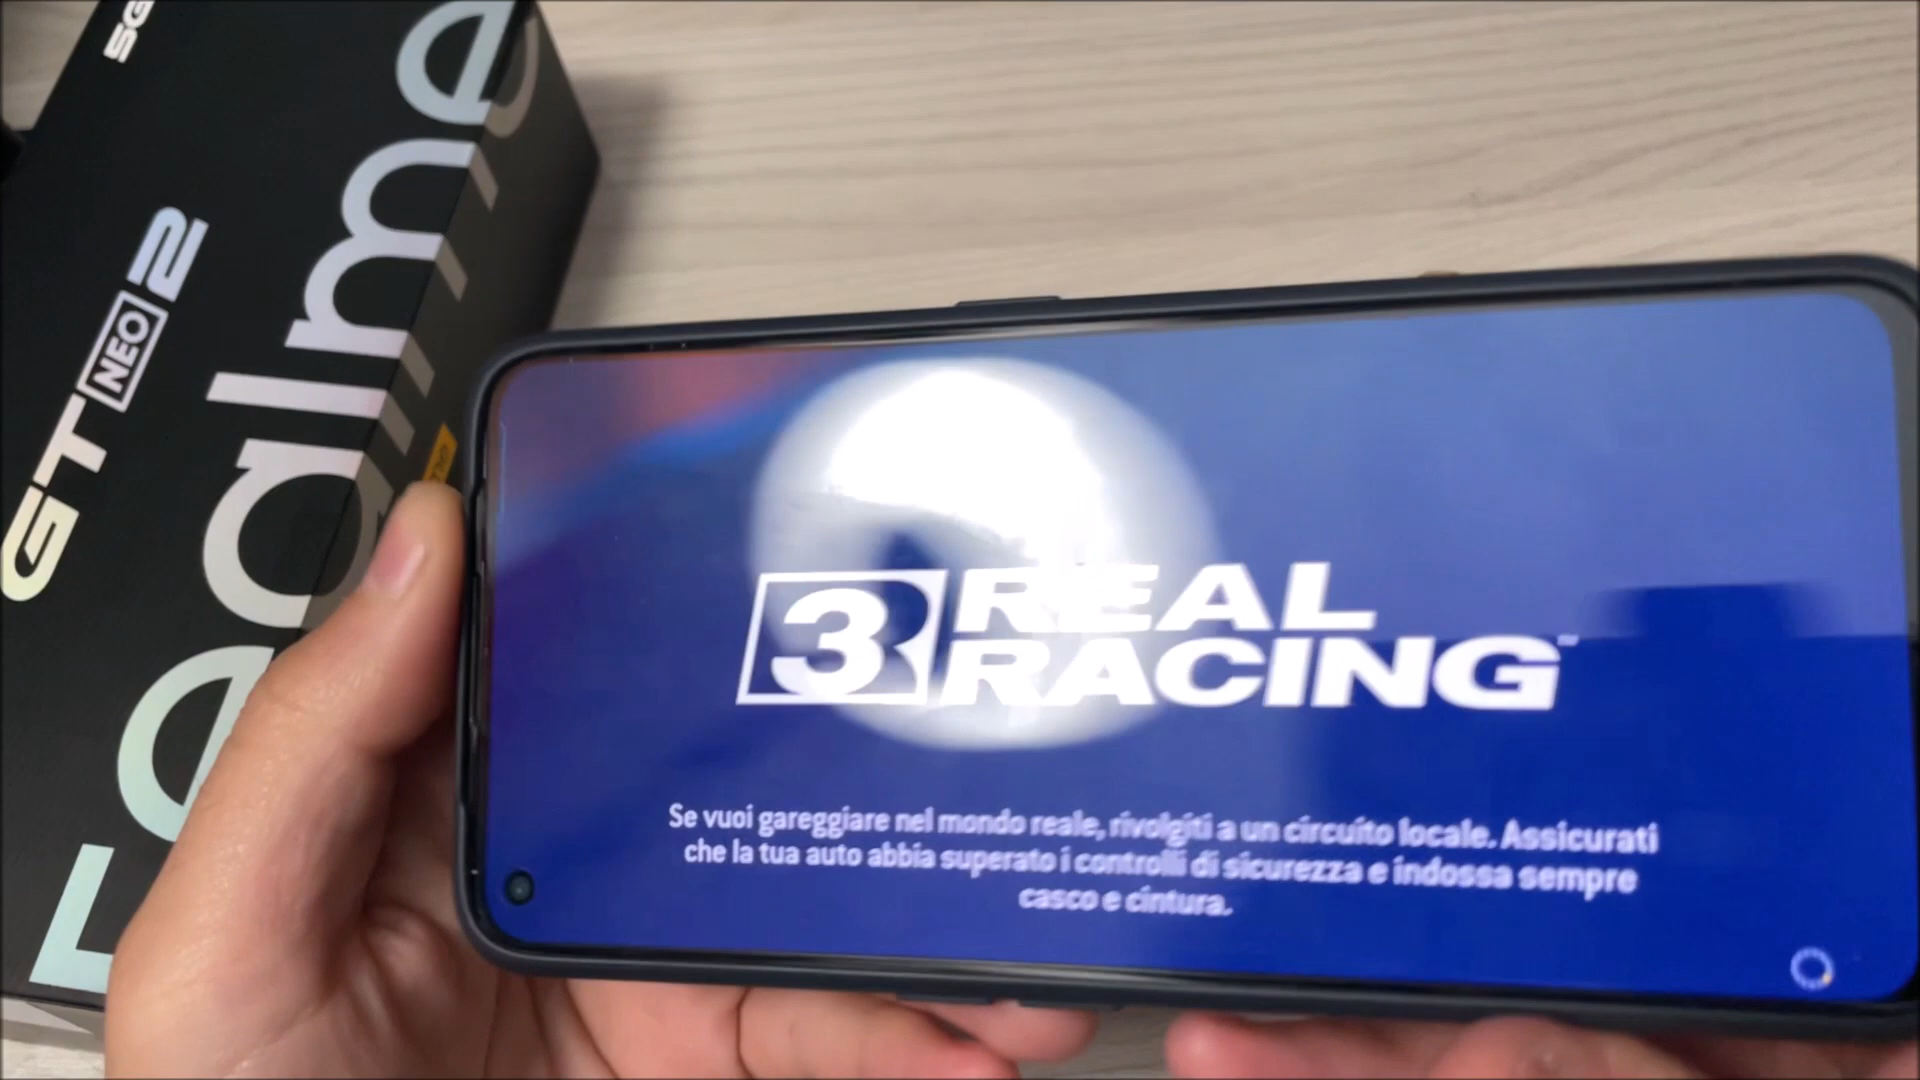 5G
GT NEO 2
realme
3 REAL
RACING™
Se vuoi gareggiare nel mondo reale, rivolgiti a un circuito locale. Assicurati
che la tua auto abbia superato i controlli di sicurezza e indossa sempre
casco e cintura.